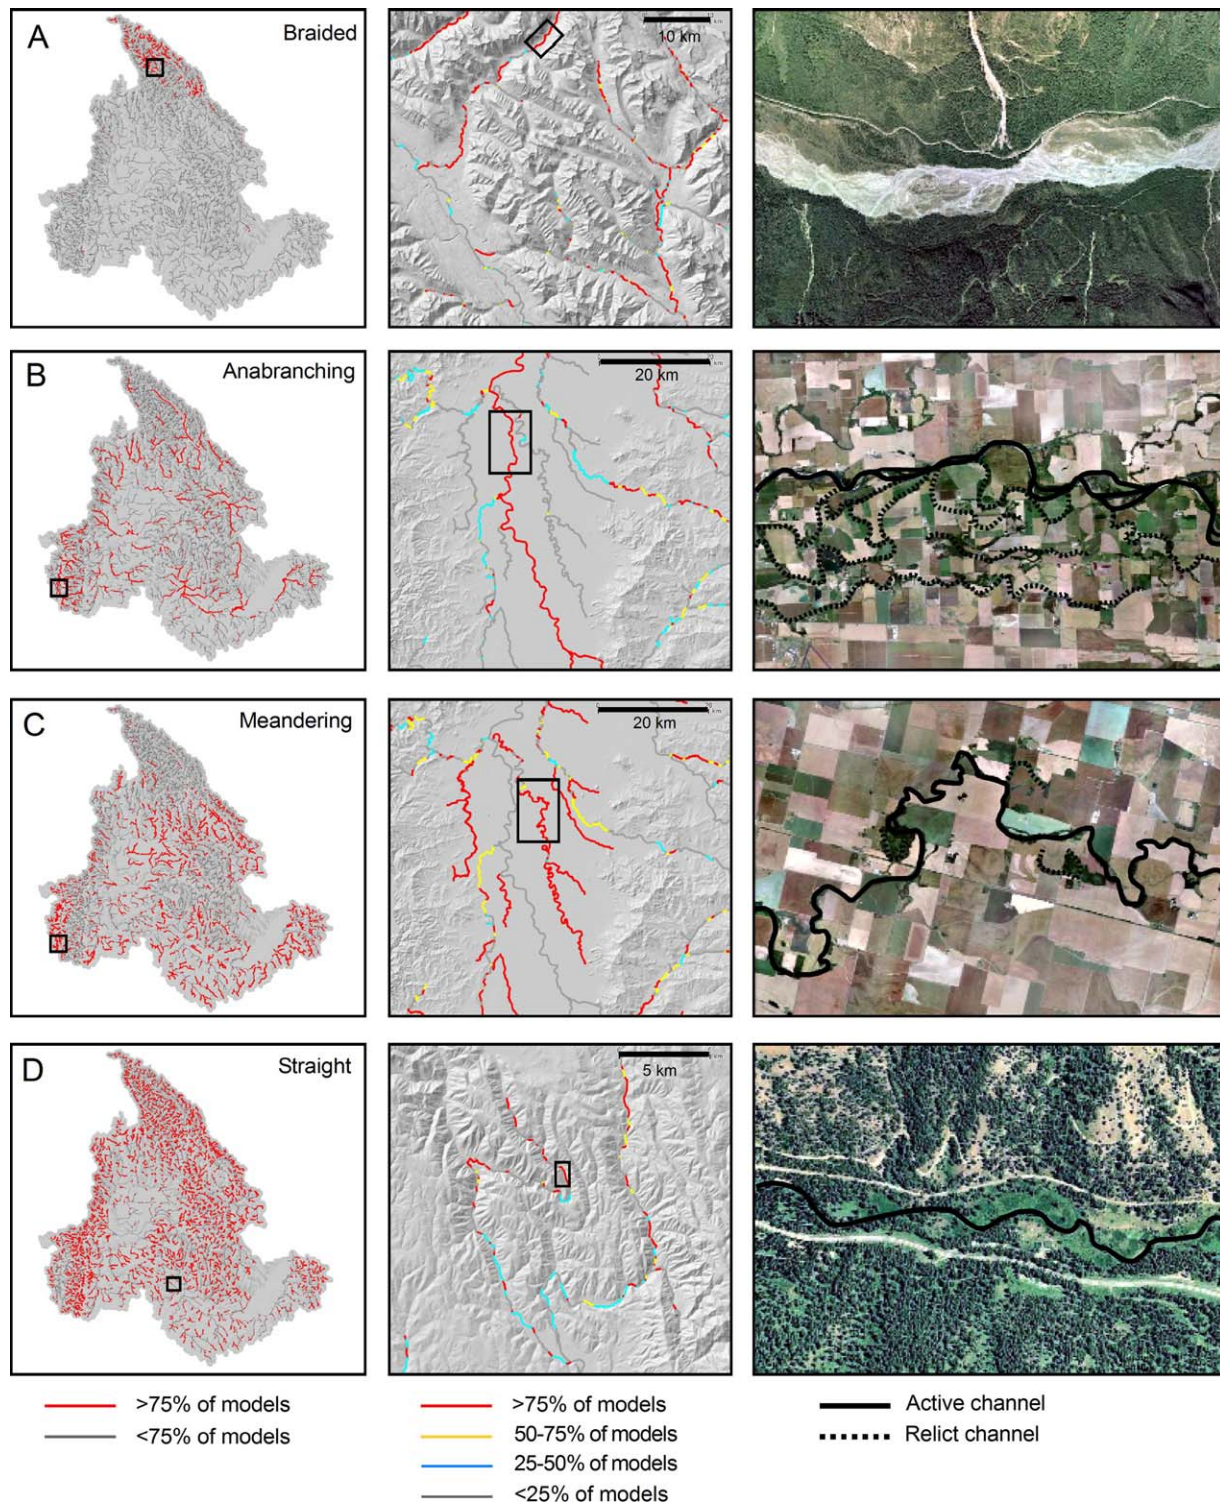 A
Braided
10 km
B
Anabranching
20 km
C
Meandering
20 km
D
Straight
5 km
>75% of models
<75% of models
>75% of models
50-75% of models
25-50% of models
<25% of models
Active channel
Relict channel